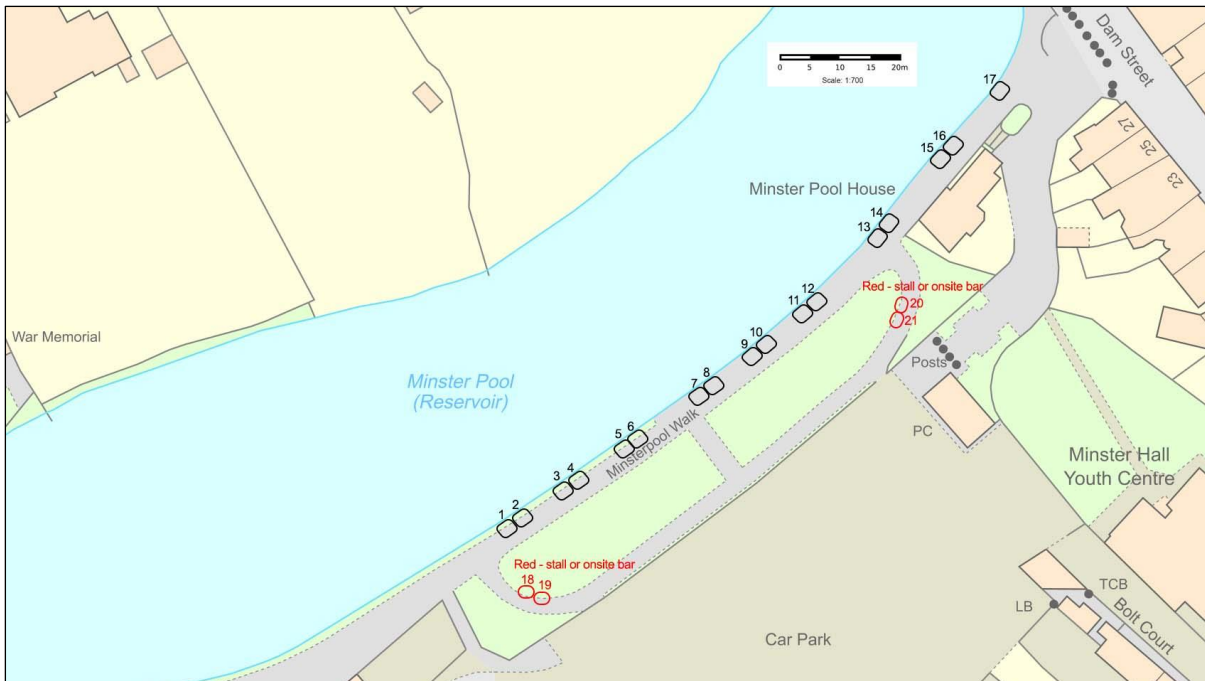 0 5 10 15 20m
Scale: 1:700
Dam Street
17
27
25
23
16
15
Minster Pool House
14
13
Red - stall or onsite bar
20
21
12
11
War Memorial
10
9
Posts
Minster Pool
(Reservoir)
8
7
PC
6
5
Minsterpool Walk
Minster Hall
Youth Centre
4
3
2
1
Red - stall or onsite bar
18
19
TCB
LB
Bolt Court
Car Park